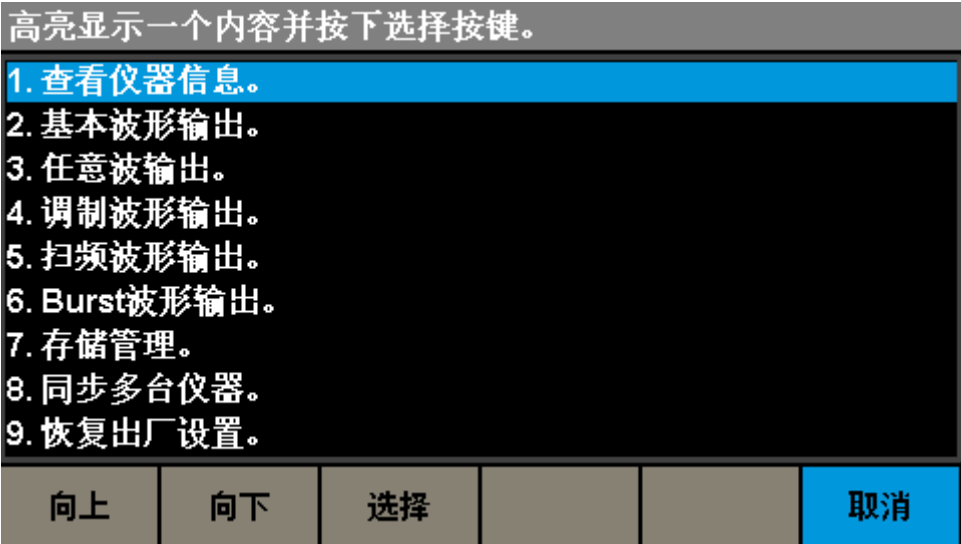 高亮显示一个内容并按下选择按键。
1. 查看仪器信息。
2. 基本波形输出。
3. 任意波输出。
4. 调制波形输出。
5. 扫频波形输出。
6. Burst波形输出。
7. 存储管理。
8. 同步多台仪器。
9. 恢复出厂设置。
向上 向下 选择 取消